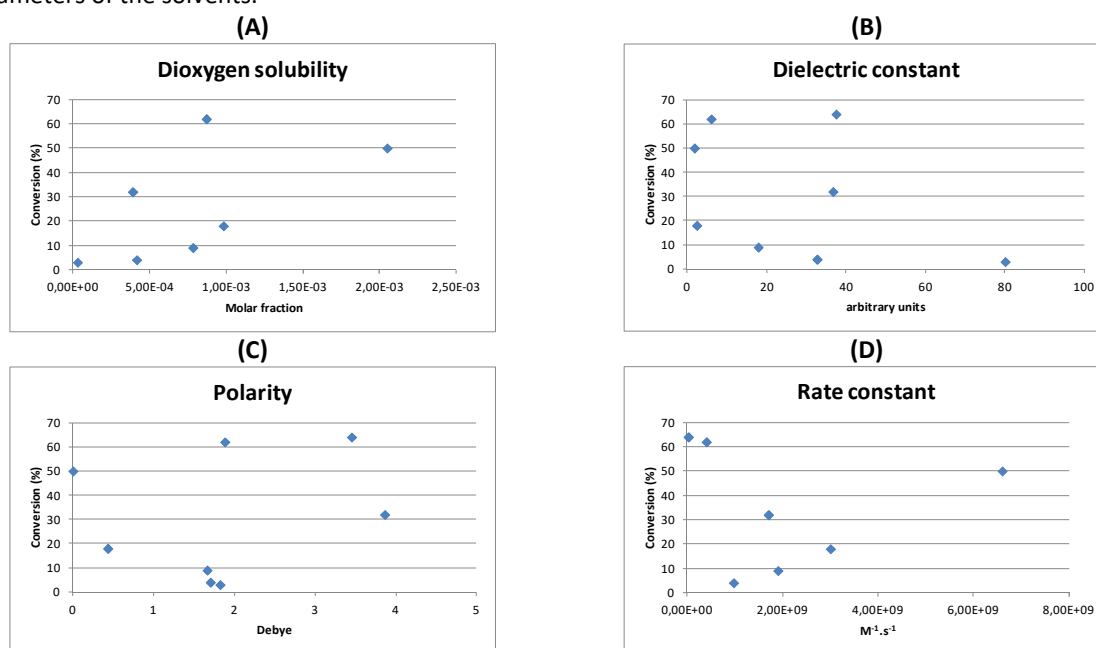 ameters of the solvents.
(A)
Dioxygen solubility
Conversion (%)
70
60
50
40
30
20
10
0
0,00E+00 5,00E-04 1,00E-03 1,50E-03 2,00E-03 2,50E-03
Molar fraction
(B)
Dielectric constant
Conversion (%)
70
60
50
40
30
20
10
0
0 20 40 60 80 100
arbitrary units
(C)
Polarity
Conversion (%)
70
60
50
40
30
20
10
0
0 1 2 3 4 5
Debye
(D)
Rate constant
Conversion (%)
70
60
50
40
30
20
10
0
0,00E+00 2,00E+09 4,00E+09 6,00E+09 8,00E+09
M⁻¹.s⁻¹